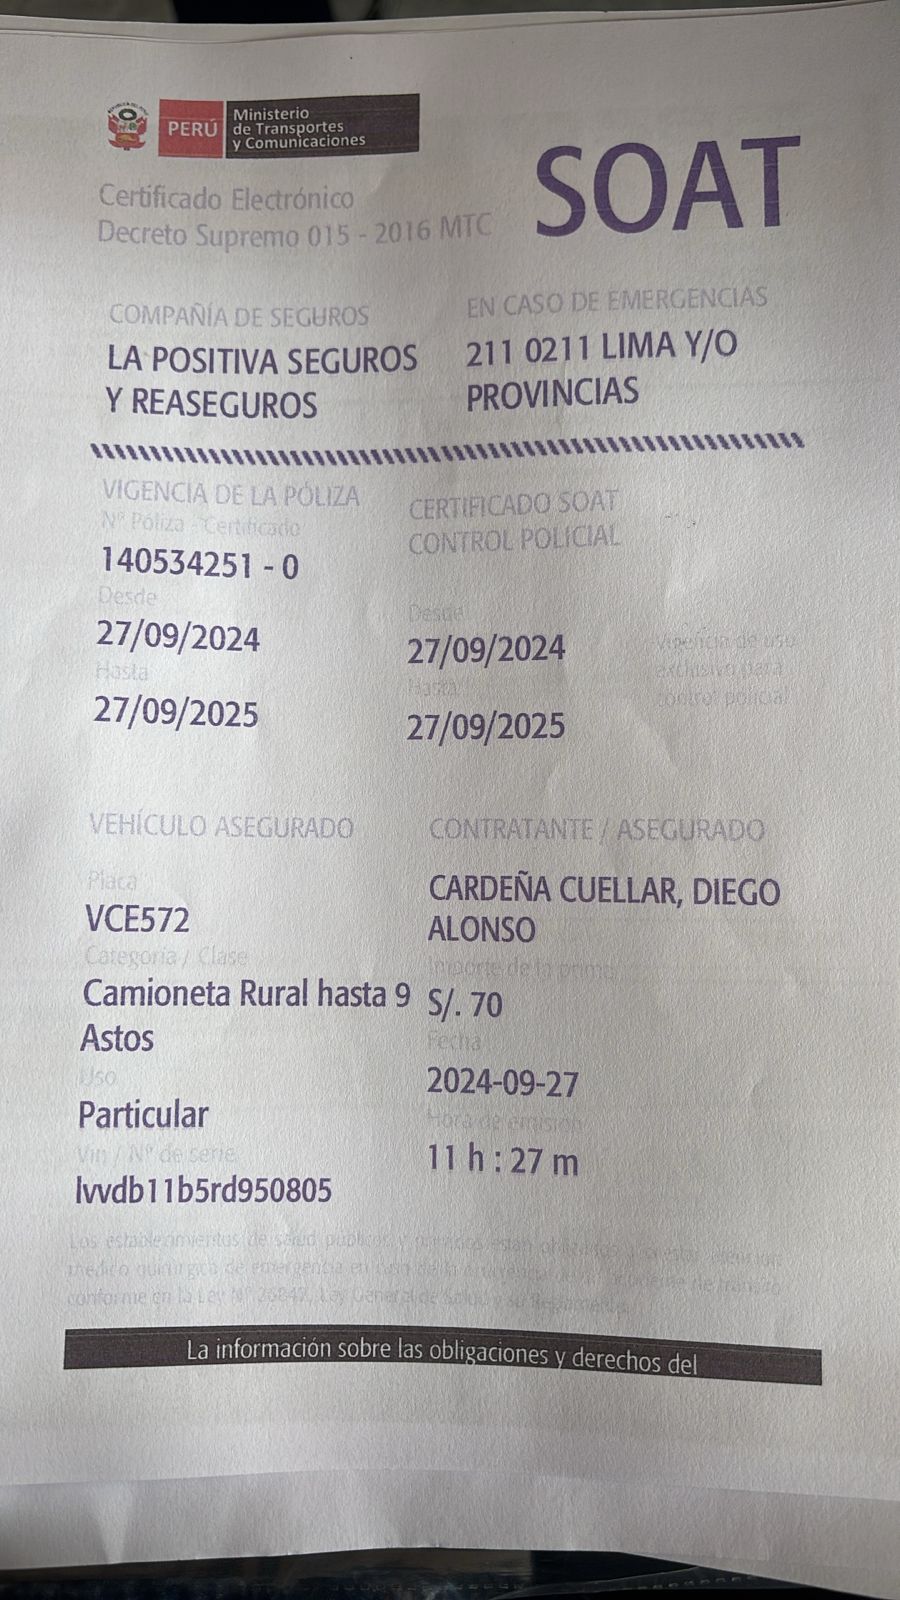 PERÚ
Ministerio
de Transportes
y Comunicaciones
SOAT
Certificado Electrónico
Decreto Supremo 015 - 2016 MTC
COMPAÑÍA DE SEGUROS
LA POSITIVA SEGUROS
Y REASEGUROS
EN CASO DE EMERGENCIAS
211 0211 LIMA Y/O
PROVINCIAS
VIGENCIA DE LA PÓLIZA
Nº Póliza - Certificado
140534251 - 0
Desde
27/09/2024
Hasta
27/09/2025
CERTIFICADO SOAT
CONTROL POLICIAL
Desde
27/09/2024
Hasta
27/09/2025
Vigencia de uso
exclusivo para
control policial
VEHÍCULO ASEGURADO
Placa
VCE572
Categoría / Clase
Camioneta Rural hasta 9
Astos
Uso
Particular
Vin / Nº de serie
lvvdb11b5rd950805
CONTRATANTE / ASEGURADO
CARDEÑA CUELLAR, DIEGO
ALONSO
Importe de la prima
S/. 70
Fecha
2024-09-27
Hora de emisión
11 h : 27 m
Los establecimientos de salud públicos y privados están obligados a
médico quirúrgica de emergencia en caso de la de accidente de tránsito
conforme en la Ley Nº 26842, Ley General de Salud y su Reglamento.
La información sobre las obligaciones y derechos del